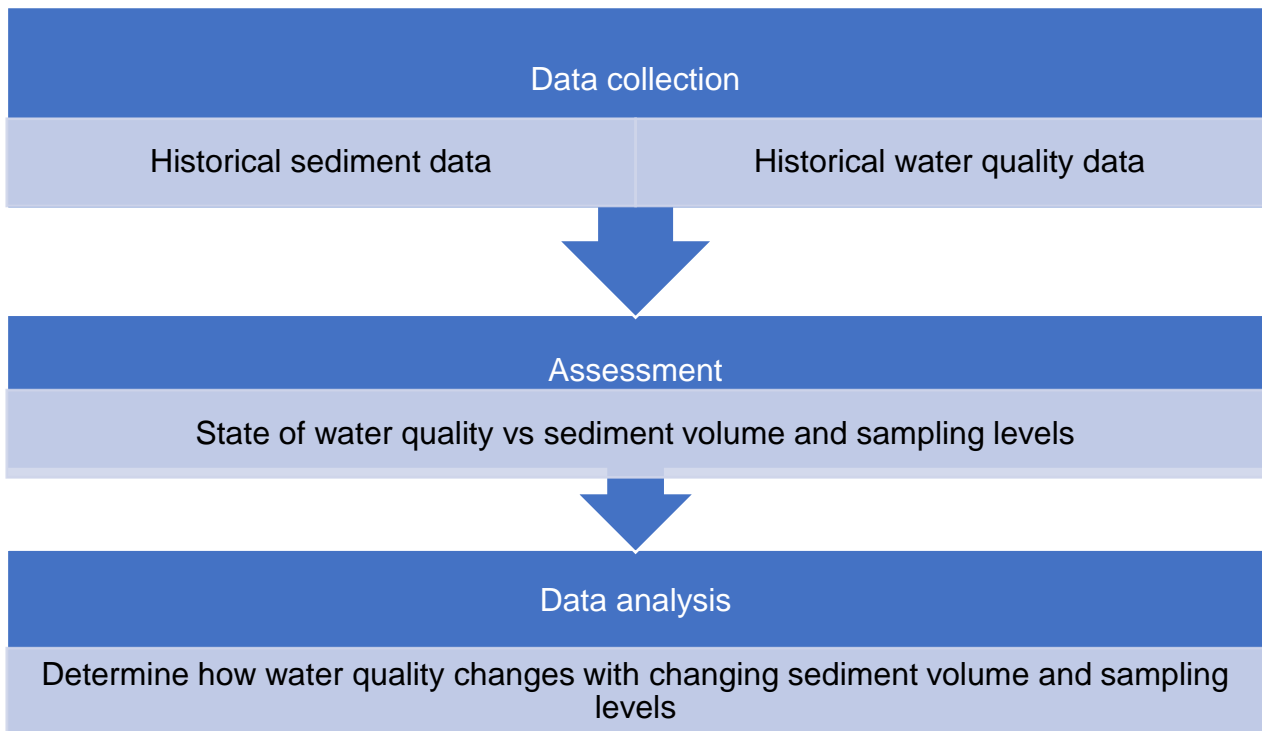 Data collection
Historical sediment data
Historical water quality data
Assessment
State of water quality vs sediment volume and sampling levels
Data analysis
Determine how water quality changes with changing sediment volume and sampling
levels